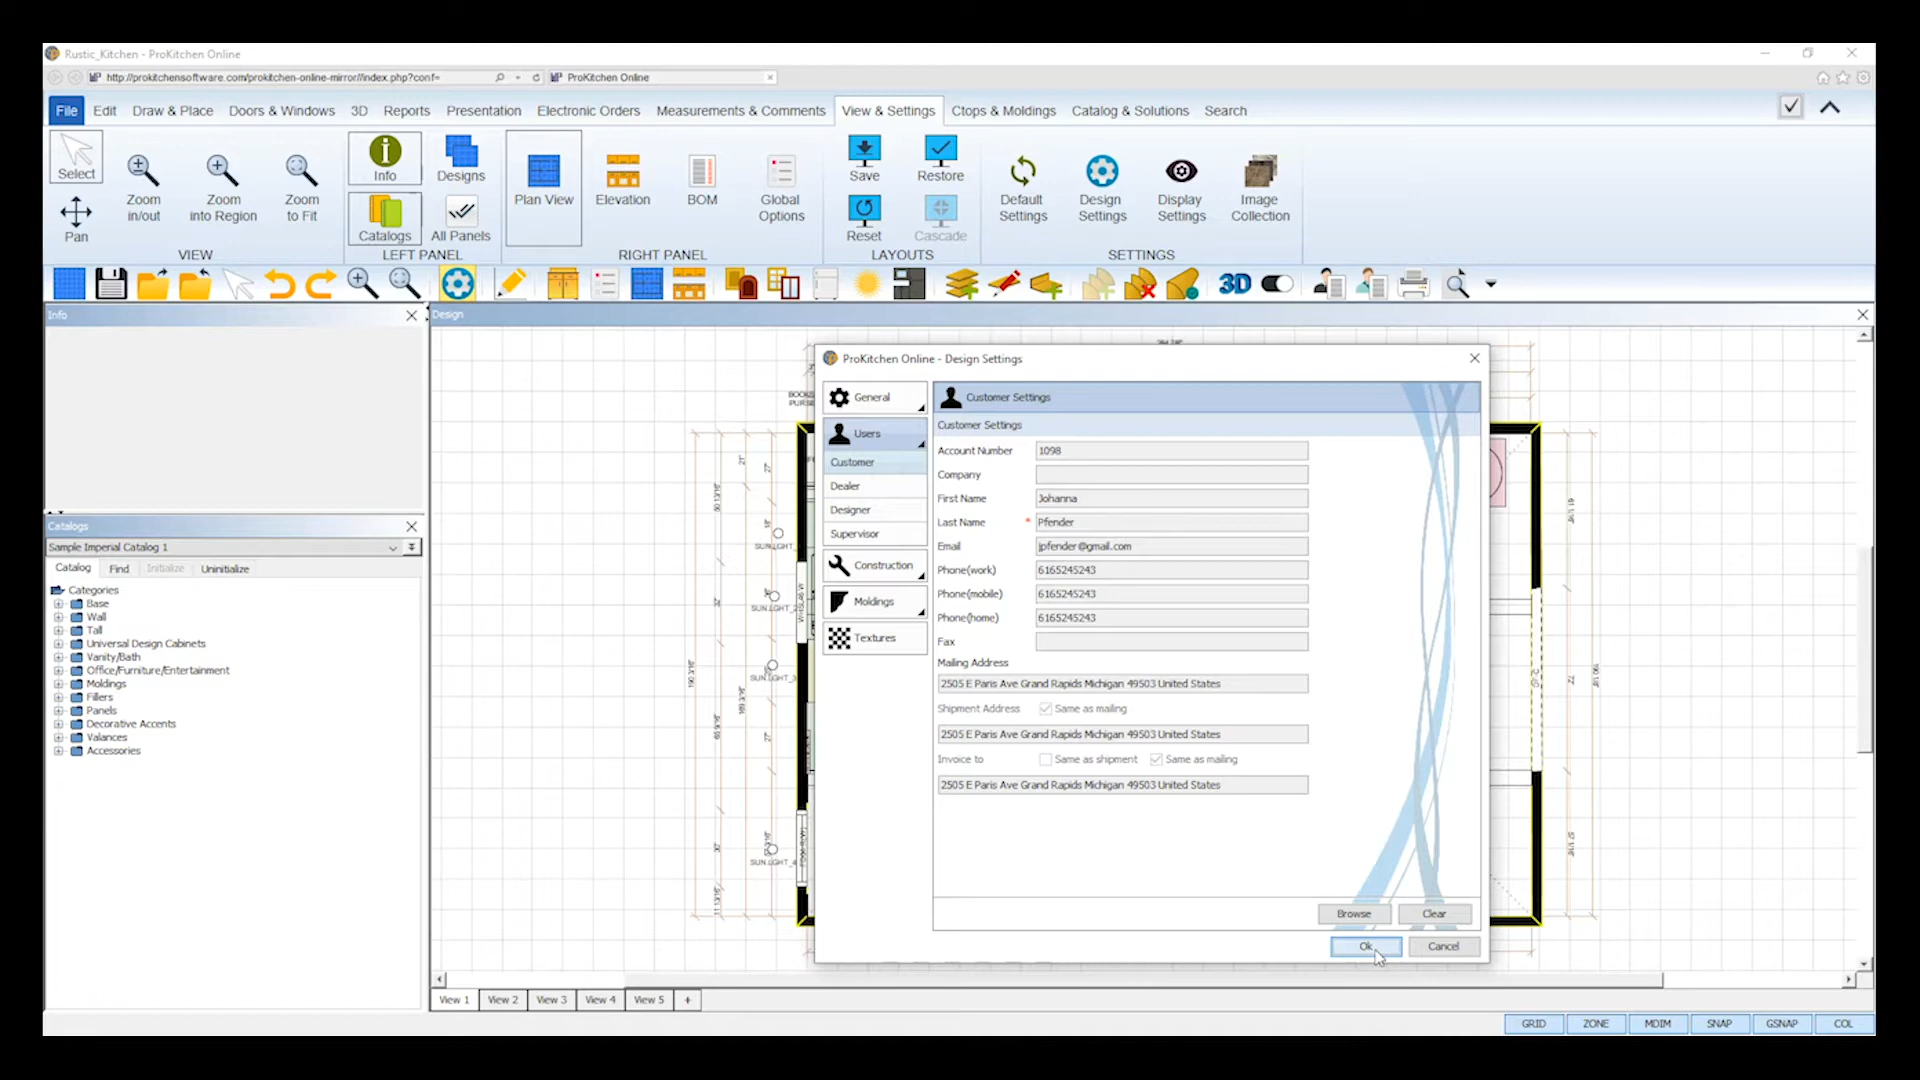 Rustic_Kitchen - ProKitchen Online
http://prokitchensoftware.com/prokitchen-online-mirror//index.php?conf=
ProKitchen Online
File Edit Draw & Place Doors & Windows 3D Reports Presentation Electronic Orders Measurements & Comments View & Settings Ctops & Moldings Catalog & Solutions Search
Select
Pan
Zoom in/out
Zoom into Region
Zoom to Fit
Info
Catalogs
Designs
All Panels
Plan View
Elevation
BOM
Global Options
Save
Reset
Restore
Cascade
Default Settings
Design Settings
Display Settings
Image Collection
VIEW LEFT PANEL RIGHT PANEL LAYOUTS SETTINGS
3D
Info
Design
Catalogs
Sample Imperial Catalog 1
Catalog Find Initialize Uninitialize
Categories
Base
Wall
Tall
Universal Design Cabinets
Vanity/Bath
Office/Furniture/Entertainment
Moldings
Fillers
Panels
Decorative Accents
Valances
Accessories
ProKitchen Online - Design Settings
General
Users
Customer
Dealer
Designer
Supervisor
Construction
Moldings
Textures
Customer Settings
Customer Settings
Account Number 1098
Company
First Name Johanna
Last Name * Pfender
Email jpfender@gmail.com
Phone(work) 6165245243
Phone(mobile) 6165245243
Phone(home) 6165245243
Fax
Mailing Address
2505 E Paris Ave Grand Rapids Michigan 49503 United States
Shipment Address Same as mailing
2505 E Paris Ave Grand Rapids Michigan 49503 United States
Invoice to Same as shipment Same as mailing
2505 E Paris Ave Grand Rapids Michigan 49503 United States
Browse Clear
Ok Cancel
View 1 View 2 View 3 View 4 View 5 +
GRID ZONE MDIM SNAP GSNAP COL